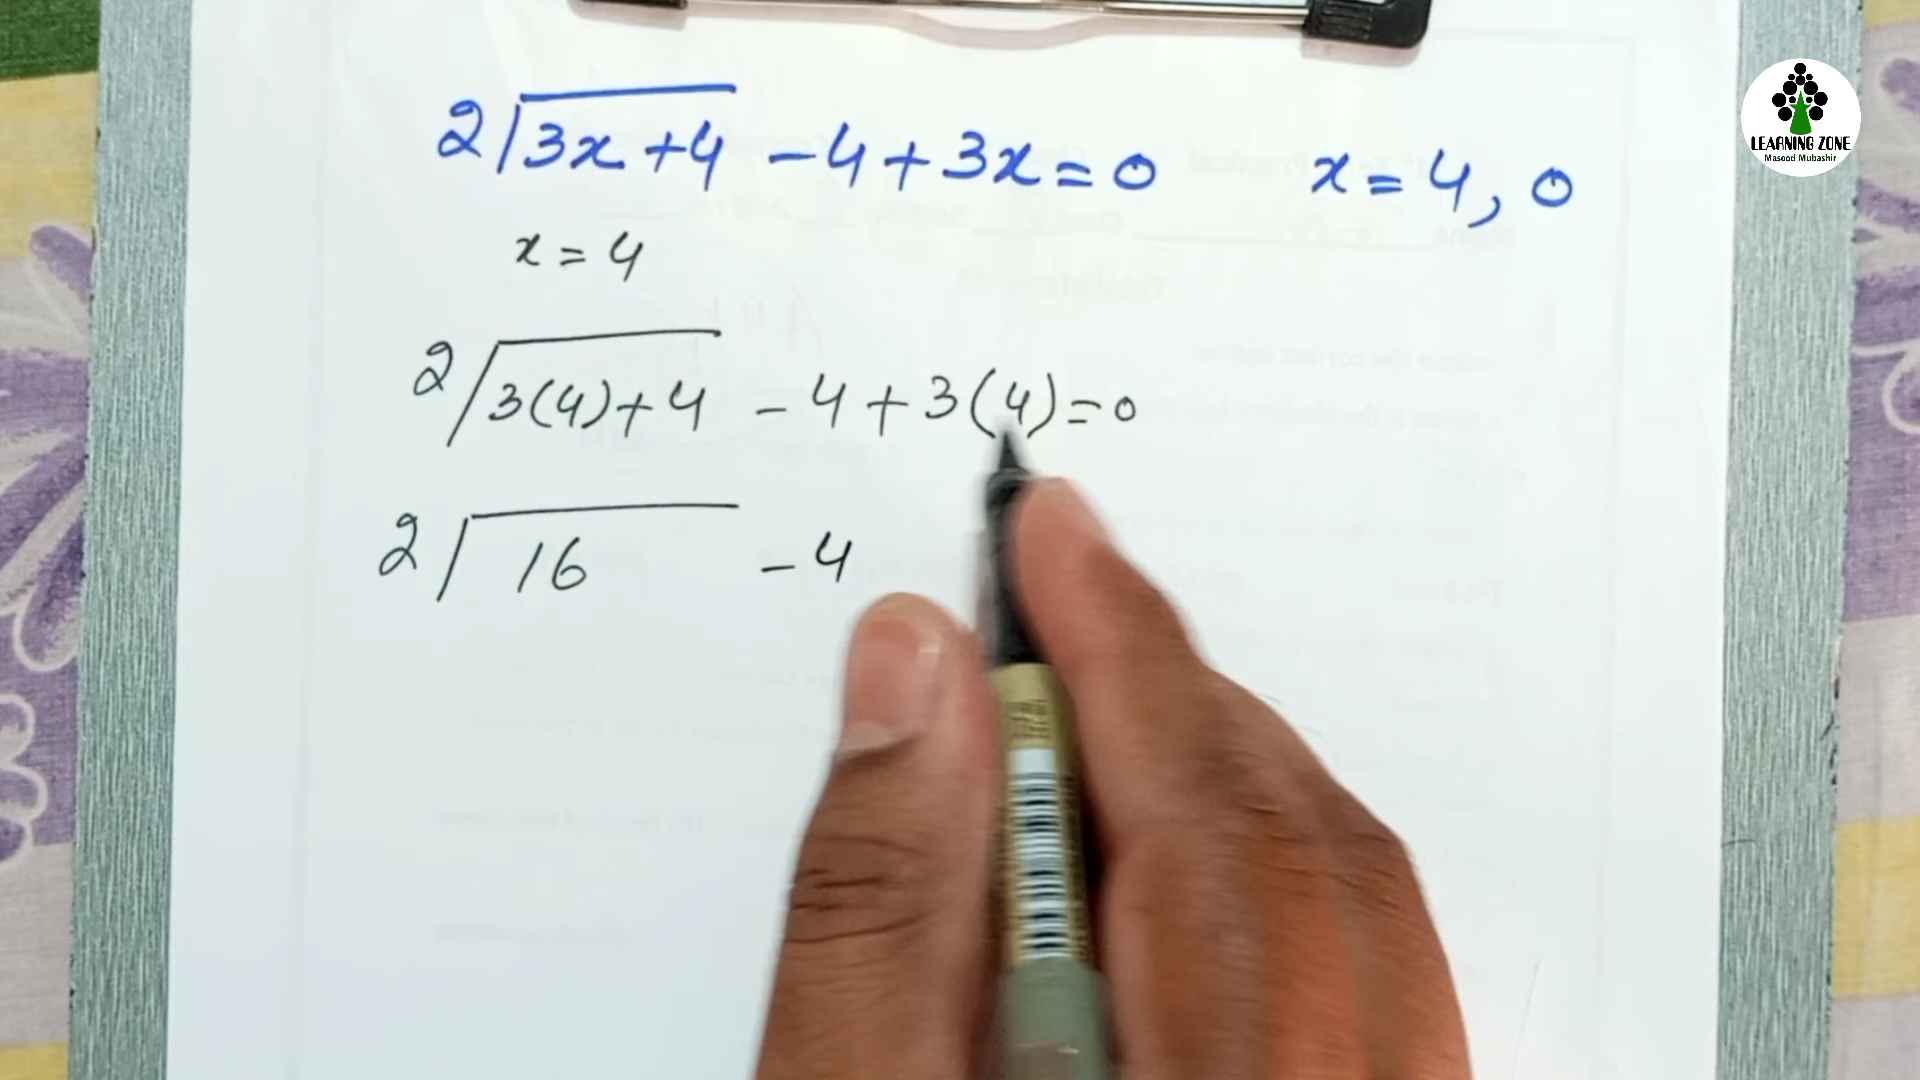 2√3x+4 -4+3x=0 x=4,0
x=4
2√3(4)+4 -4+3(4)=0
2√16 -4
LEARNING ZONE
Masood Mubashir